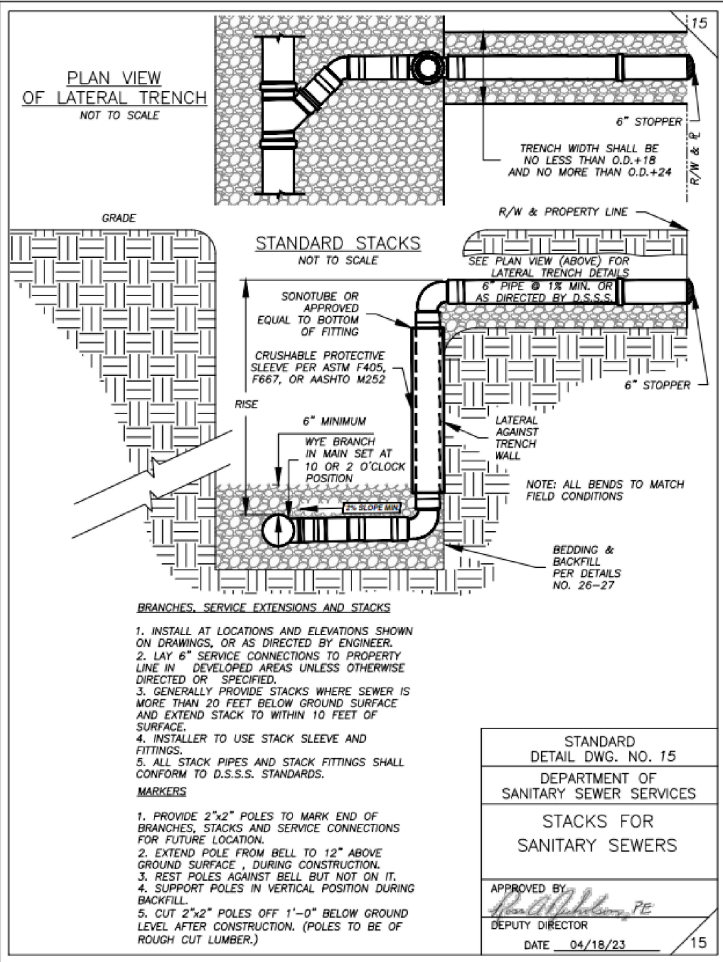 15
PLAN VIEW
OF LATERAL TRENCH
NOT TO SCALE
6" STOPPER
R/W & PL
TRENCH WIDTH SHALL BE
NO LESS THAN O.D.+18
AND NO MORE THAN O.D.+24
GRADE
R/W & PROPERTY LINE
STANDARD STACKS
NOT TO SCALE
SEE PLAN VIEW (ABOVE) FOR
LATERAL TRENCH DETAILS
6" PIPE @ 1% MIN. OR
AS DIRECTED BY D.S.S.S.
SONOTUBE OR
APPROVED
EQUAL TO BOTTOM
OF FITTING
CRUSHABLE PROTECTIVE
SLEEVE PER ASTM F405,
F667, OR AASHTO M252
6" STOPPER
RISE
6" MINIMUM
LATERAL
AGAINST
TRENCH
WALL
WYE BRANCH
IN MAIN SET AT
10 OR 2 O'CLOCK
POSITION
NOTE: ALL BENDS TO MATCH
FIELD CONDITIONS
2% SLOPE MIN
BEDDING &
BACKFILL
PER DETAILS
NO. 26-27
BRANCHES, SERVICE EXTENSIONS AND STACKS
1. INSTALL AT LOCATIONS AND ELEVATIONS SHOWN
ON DRAWINGS, OR AS DIRECTED BY ENGINEER.
2. LAY 6" SERVICE CONNECTIONS TO PROPERTY
LINE IN DEVELOPED AREAS UNLESS OTHERWISE
DIRECTED OR SPECIFIED.
3. GENERALLY PROVIDE STACKS WHERE SEWER IS
MORE THAN 20 FEET BELOW GROUND SURFACE
AND EXTEND STACK TO WITHIN 10 FEET OF
SURFACE.
4. INSTALLER TO USE STACK SLEEVE AND
FITTINGS.
5. ALL STACK PIPES AND STACK FITTINGS SHALL
CONFORM TO D.S.S.S. STANDARDS.
MARKERS
1. PROVIDE 2"x2" POLES TO MARK END OF
BRANCHES, STACKS AND SERVICE CONNECTIONS
FOR FUTURE LOCATION.
2. EXTEND POLE FROM BELL TO 12" ABOVE
GROUND SURFACE , DURING CONSTRUCTION.
3. REST POLES AGAINST BELL BUT NOT ON IT.
4. SUPPORT POLES IN VERTICAL POSITION DURING
BACKFILL.
5. CUT 2"x2" POLES OFF 1'-0" BELOW GROUND
LEVEL AFTER CONSTRUCTION. (POLES TO BE OF
ROUGH CUT LUMBER.)
STANDARD
DETAIL DWG. NO. 15
DEPARTMENT OF
SANITARY SEWER SERVICES
STACKS FOR
SANITARY SEWERS
APPROVED BY
PE
DEPUTY DIRECTOR
DATE 04/18/23
15